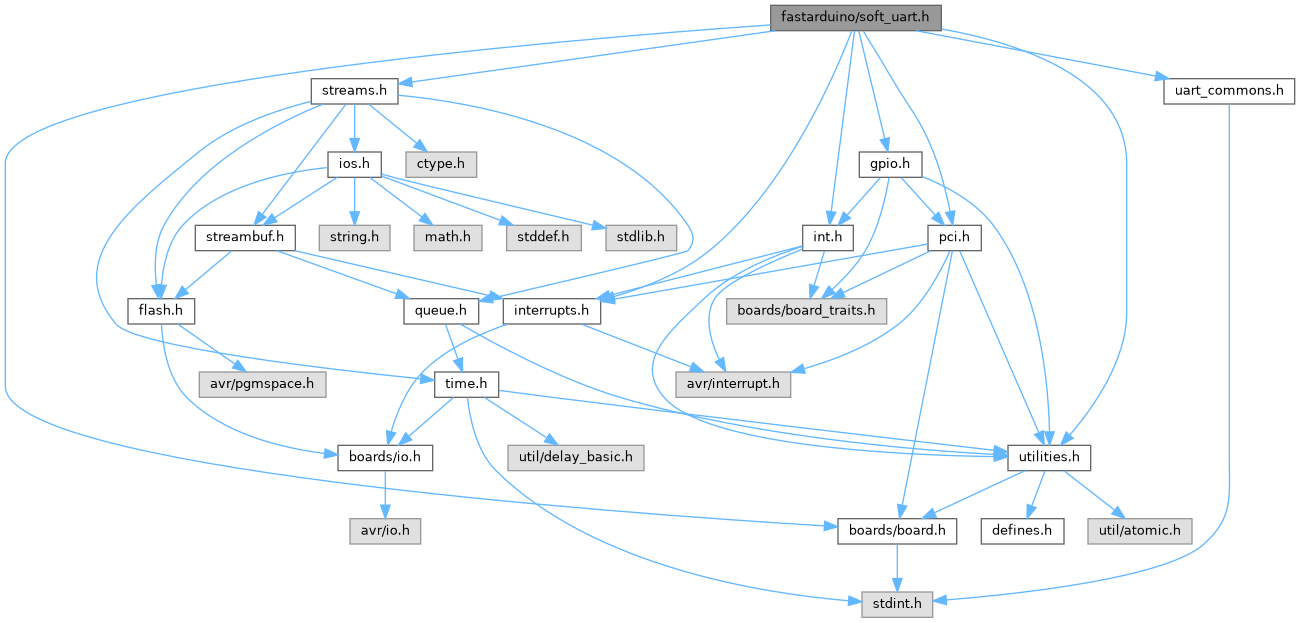 fastarduino/soft_uart.h
streams.h
uart_commons.h
ios.h
ctype.h
gpio.h
streambuf.h
string.h
math.h
stddef.h
stdlib.h
int.h
pci.h
flash.h
queue.h
interrupts.h
boards/board_traits.h
avr/pgmspace.h
time.h
avr/interrupt.h
boards/io.h
util/delay_basic.h
utilities.h
avr/io.h
boards/board.h
defines.h
util/atomic.h
stdint.h